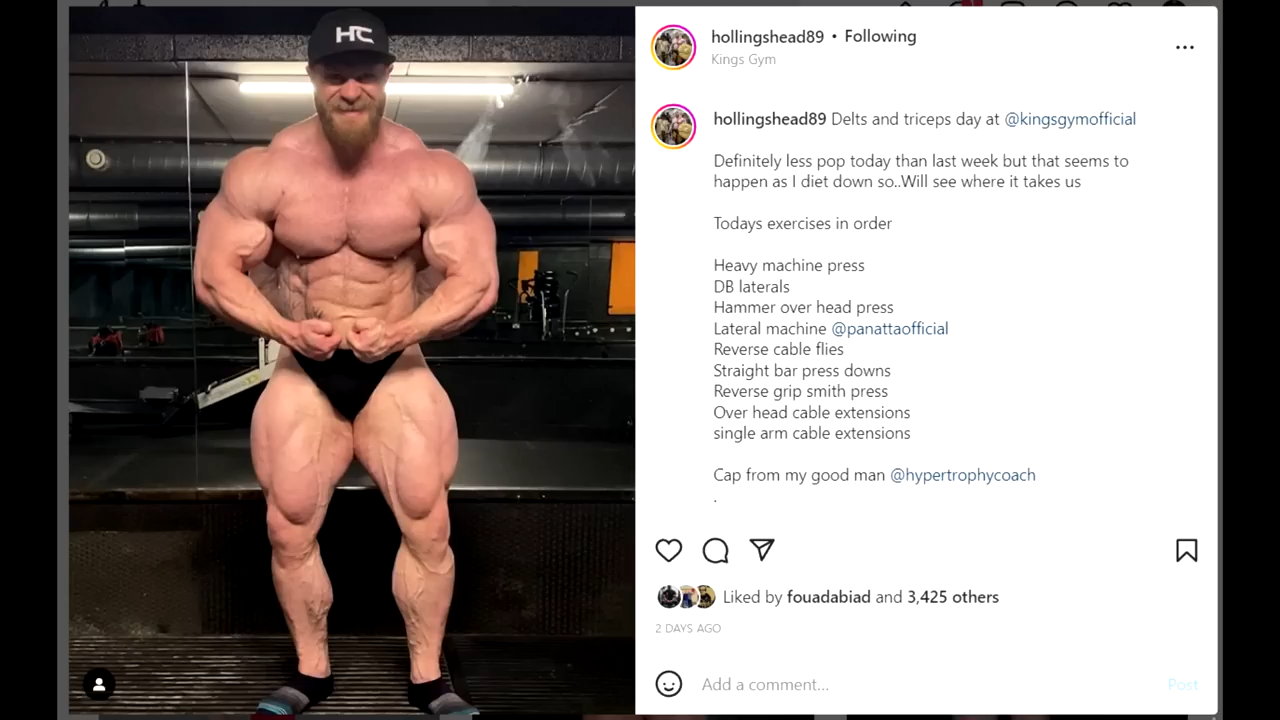 HC
hollingshead89 • Following
Kings Gym
hollingshead89 Delts and triceps day at @kingsgymofficial
Definitely less pop today than last week but that seems to
happen as I diet down so..Will see where it takes us
Todays exercises in order
Heavy machine press
DB laterals
Hammer over head press
Lateral machine @panattaofficial
Reverse cable flies
Straight bar press downs
Reverse grip smith press
Over head cable extensions
single arm cable extensions
Cap from my good man @hypertrophycoach
.
Liked by fouadabiad and 3,425 others
2 DAYS AGO
Add a comment...
Post